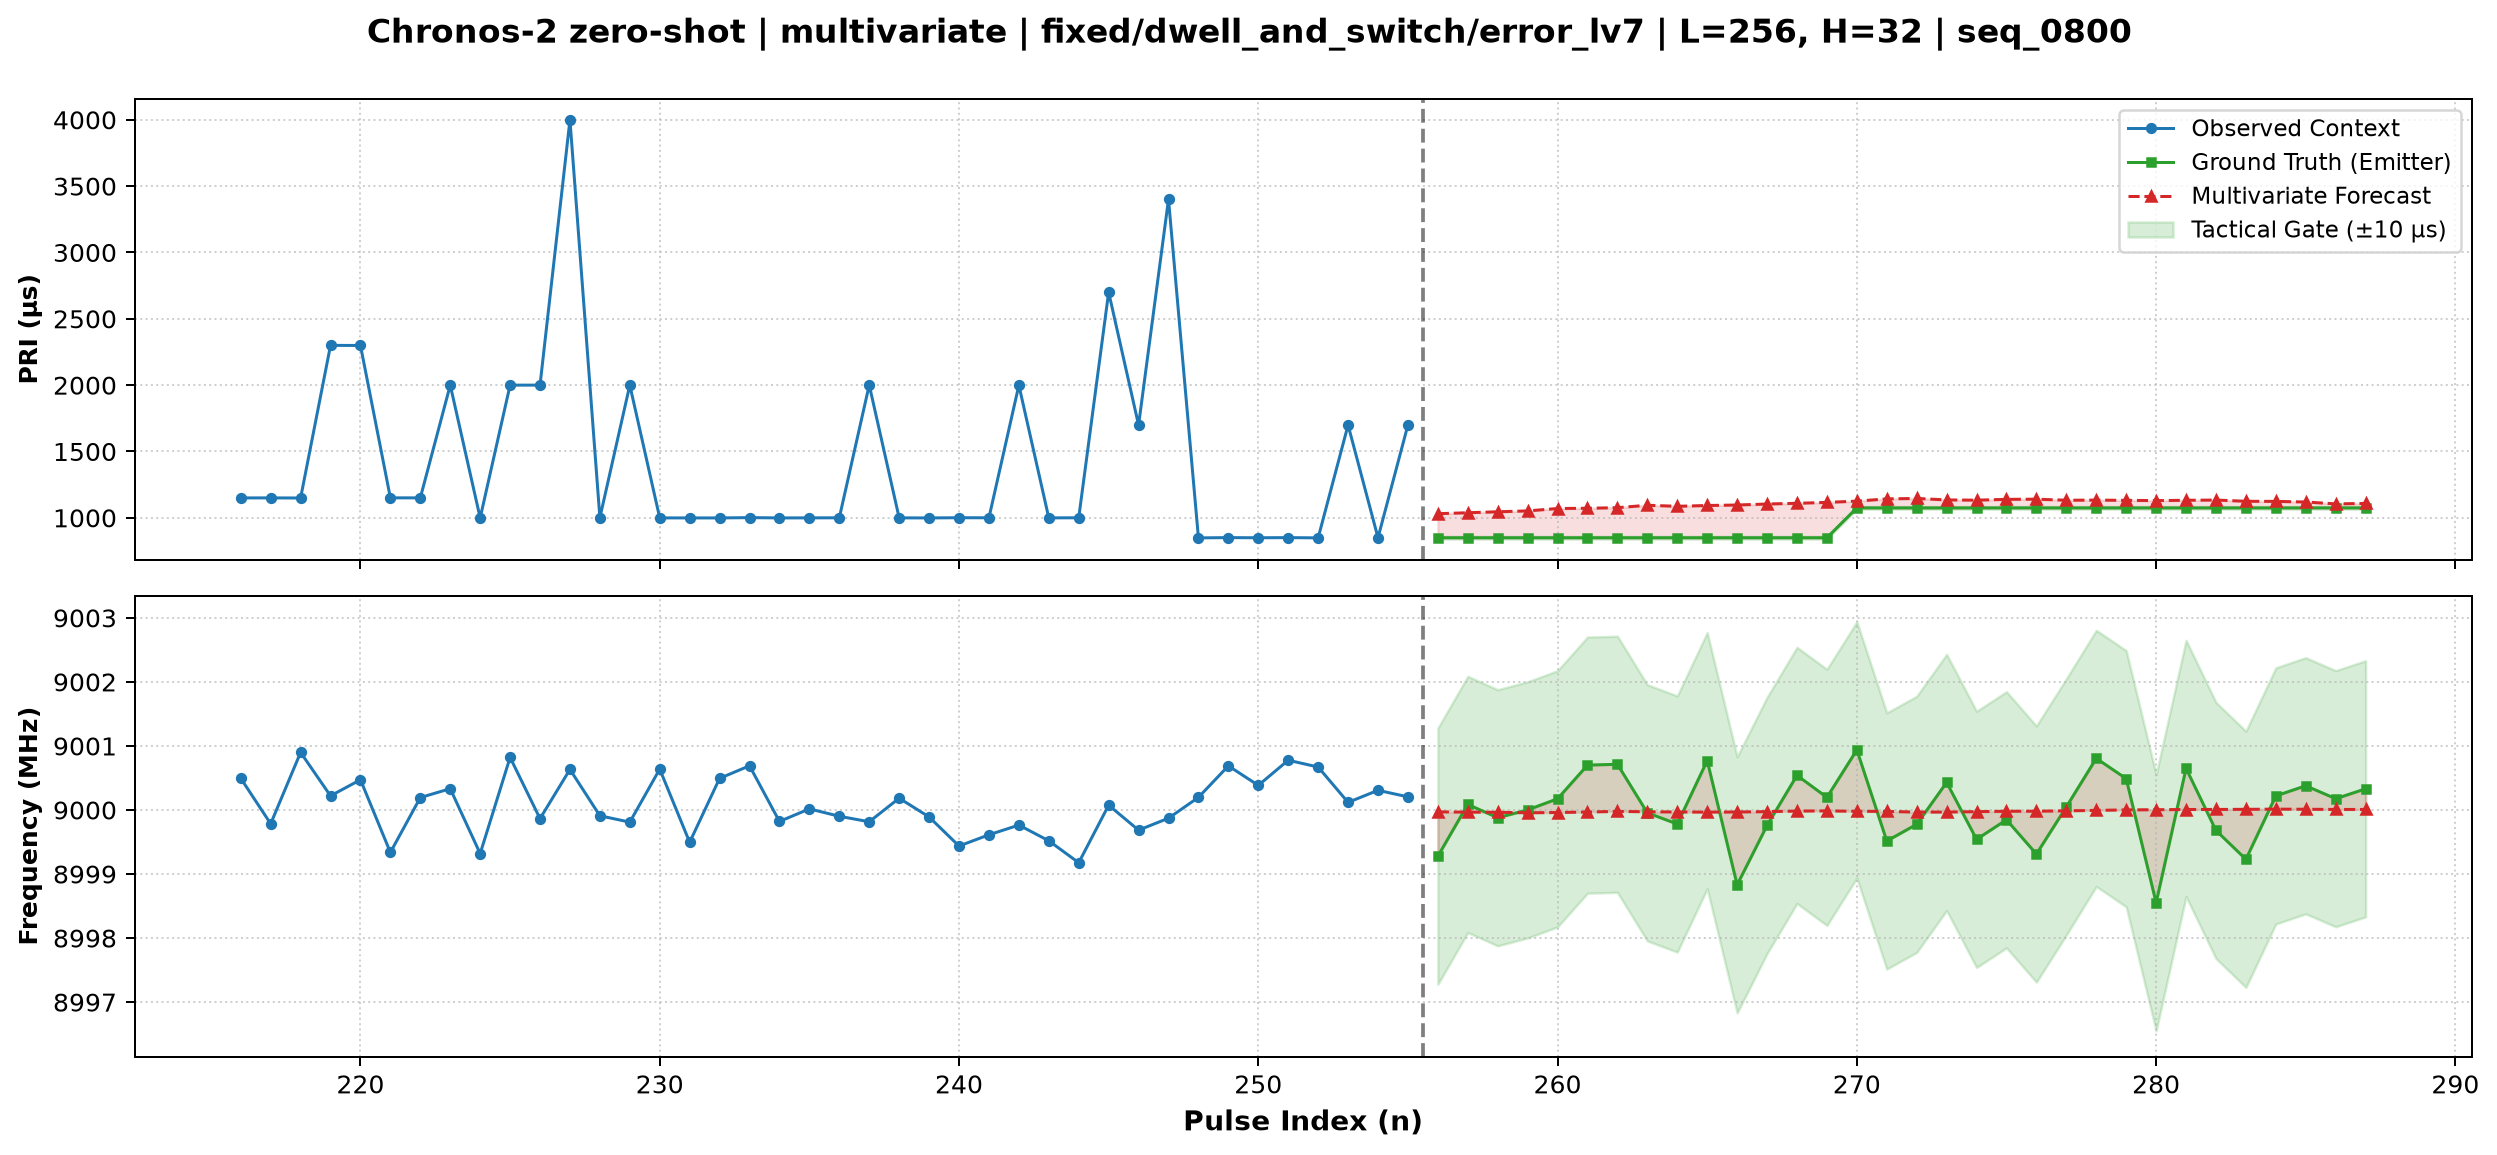 Chronos-2 zero-shot | multivariate | fixed/dwell_and_switch/error_lv7 | L=256, H=32 | seq_0800
4000
3500
3000
2500
2000
1500
1000
PRI (µs)
Observed Context
Ground Truth (Emitter)
Multivariate Forecast
Tactical Gate (±10 µs)
9003
9002
9001
9000
8999
8998
8997
Frequency (MHz)
220 230 240 250 260 270 280 290
Pulse Index (n)